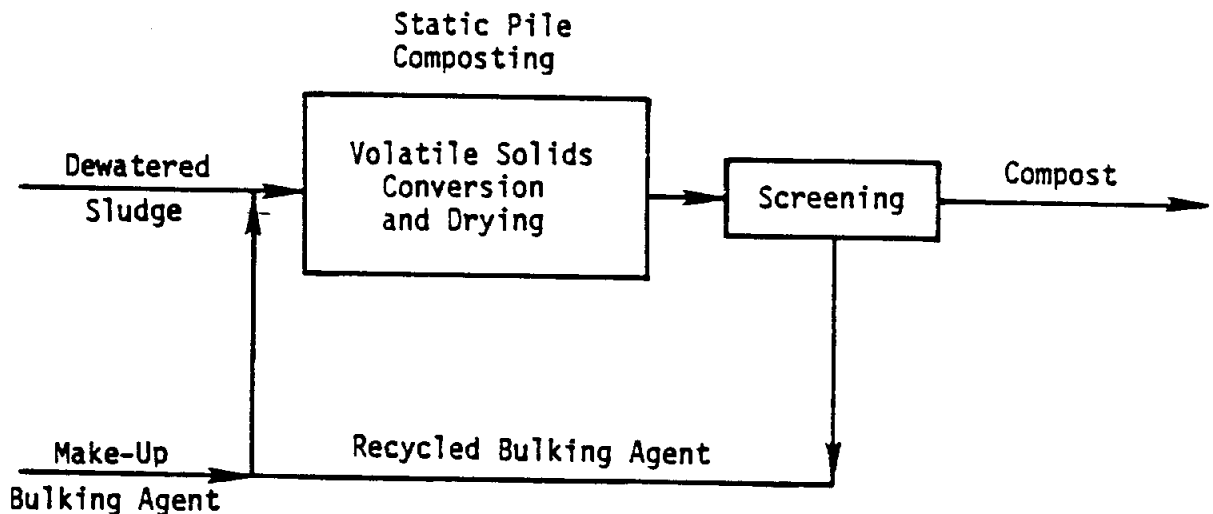 Static Pile
Composting
Volatile Solids
Conversion
and Drying
Dewatered
Sludge
Screening
Compost
Make-Up
Bulking Agent
Recycled Bulking Agent